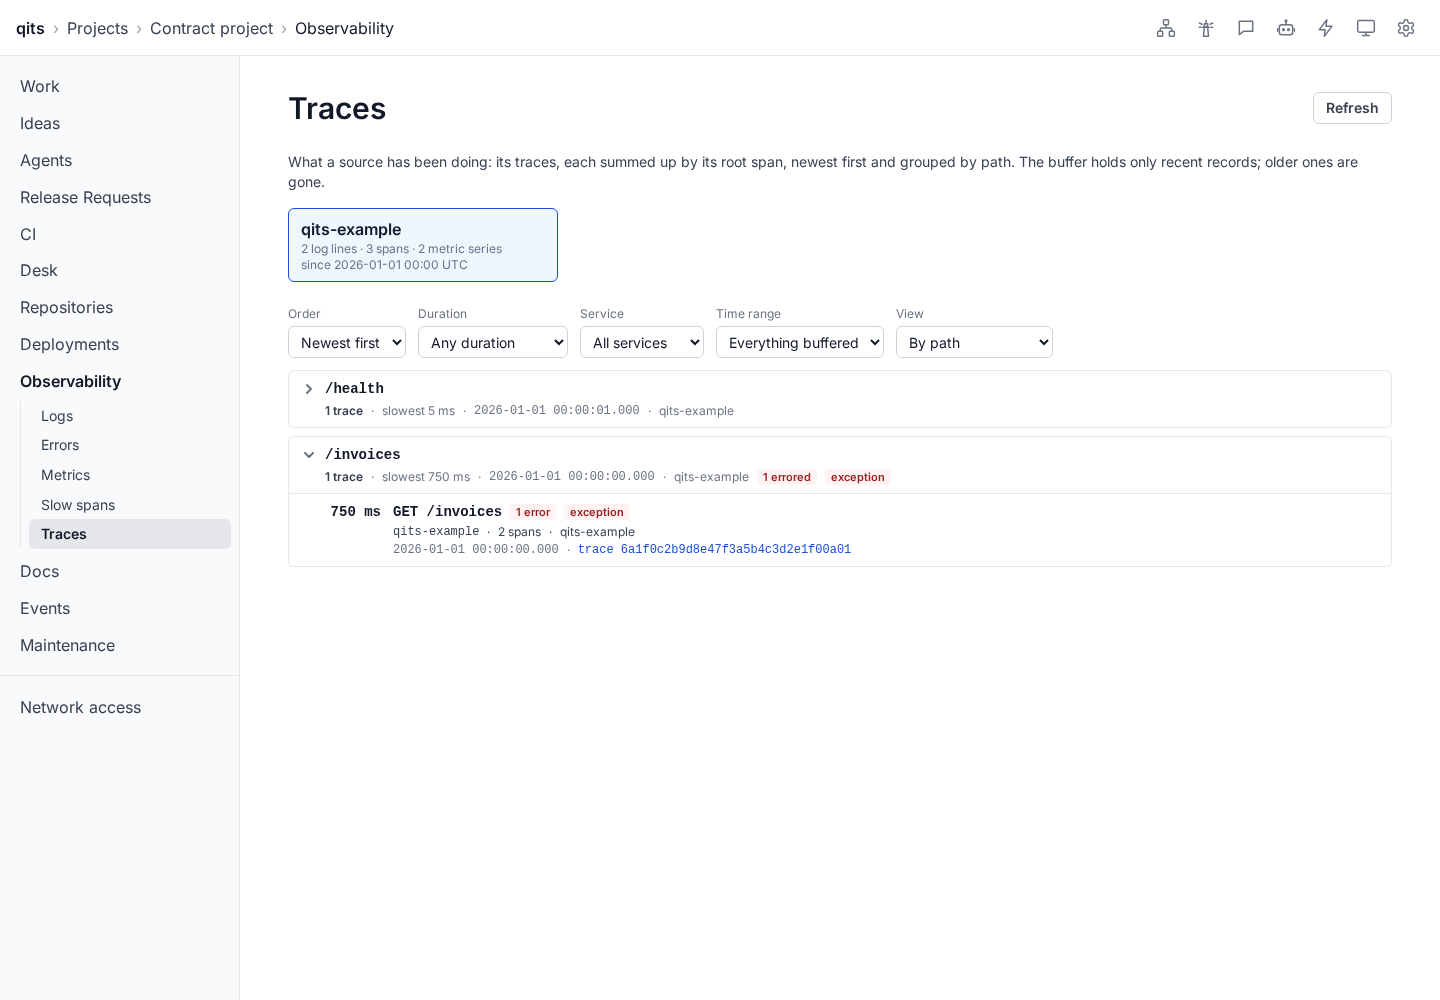 qits › Projects › Contract project › Observability
Work
Ideas
Agents
Release Requests
CI
Desk
Repositories
Deployments
Observability
Logs
Errors
Metrics
Slow spans
Traces
Docs
Events
Maintenance
Network access
Traces
Refresh
What a source has been doing: its traces, each summed up by its root span, newest first and grouped by path. The buffer holds only recent records; older ones are
gone.
qits-example
2 log lines · 3 spans · 2 metric series
since 2026-01-01 00:00 UTC
Order Duration Service Time range View
Newest first Any duration All services Everything buffered By path
/health
1 trace · slowest 5 ms · 2026-01-01 00:00:01.000 · qits-example
/invoices
1 trace · slowest 750 ms · 2026-01-01 00:00:00.000 · qits-example 1 errored exception
750 ms GET /invoices 1 error exception
qits-example · 2 spans · qits-example
2026-01-01 00:00:00.000 · trace 6a1f0c2b9d8e47f3a5b4c3d2e1f00a01